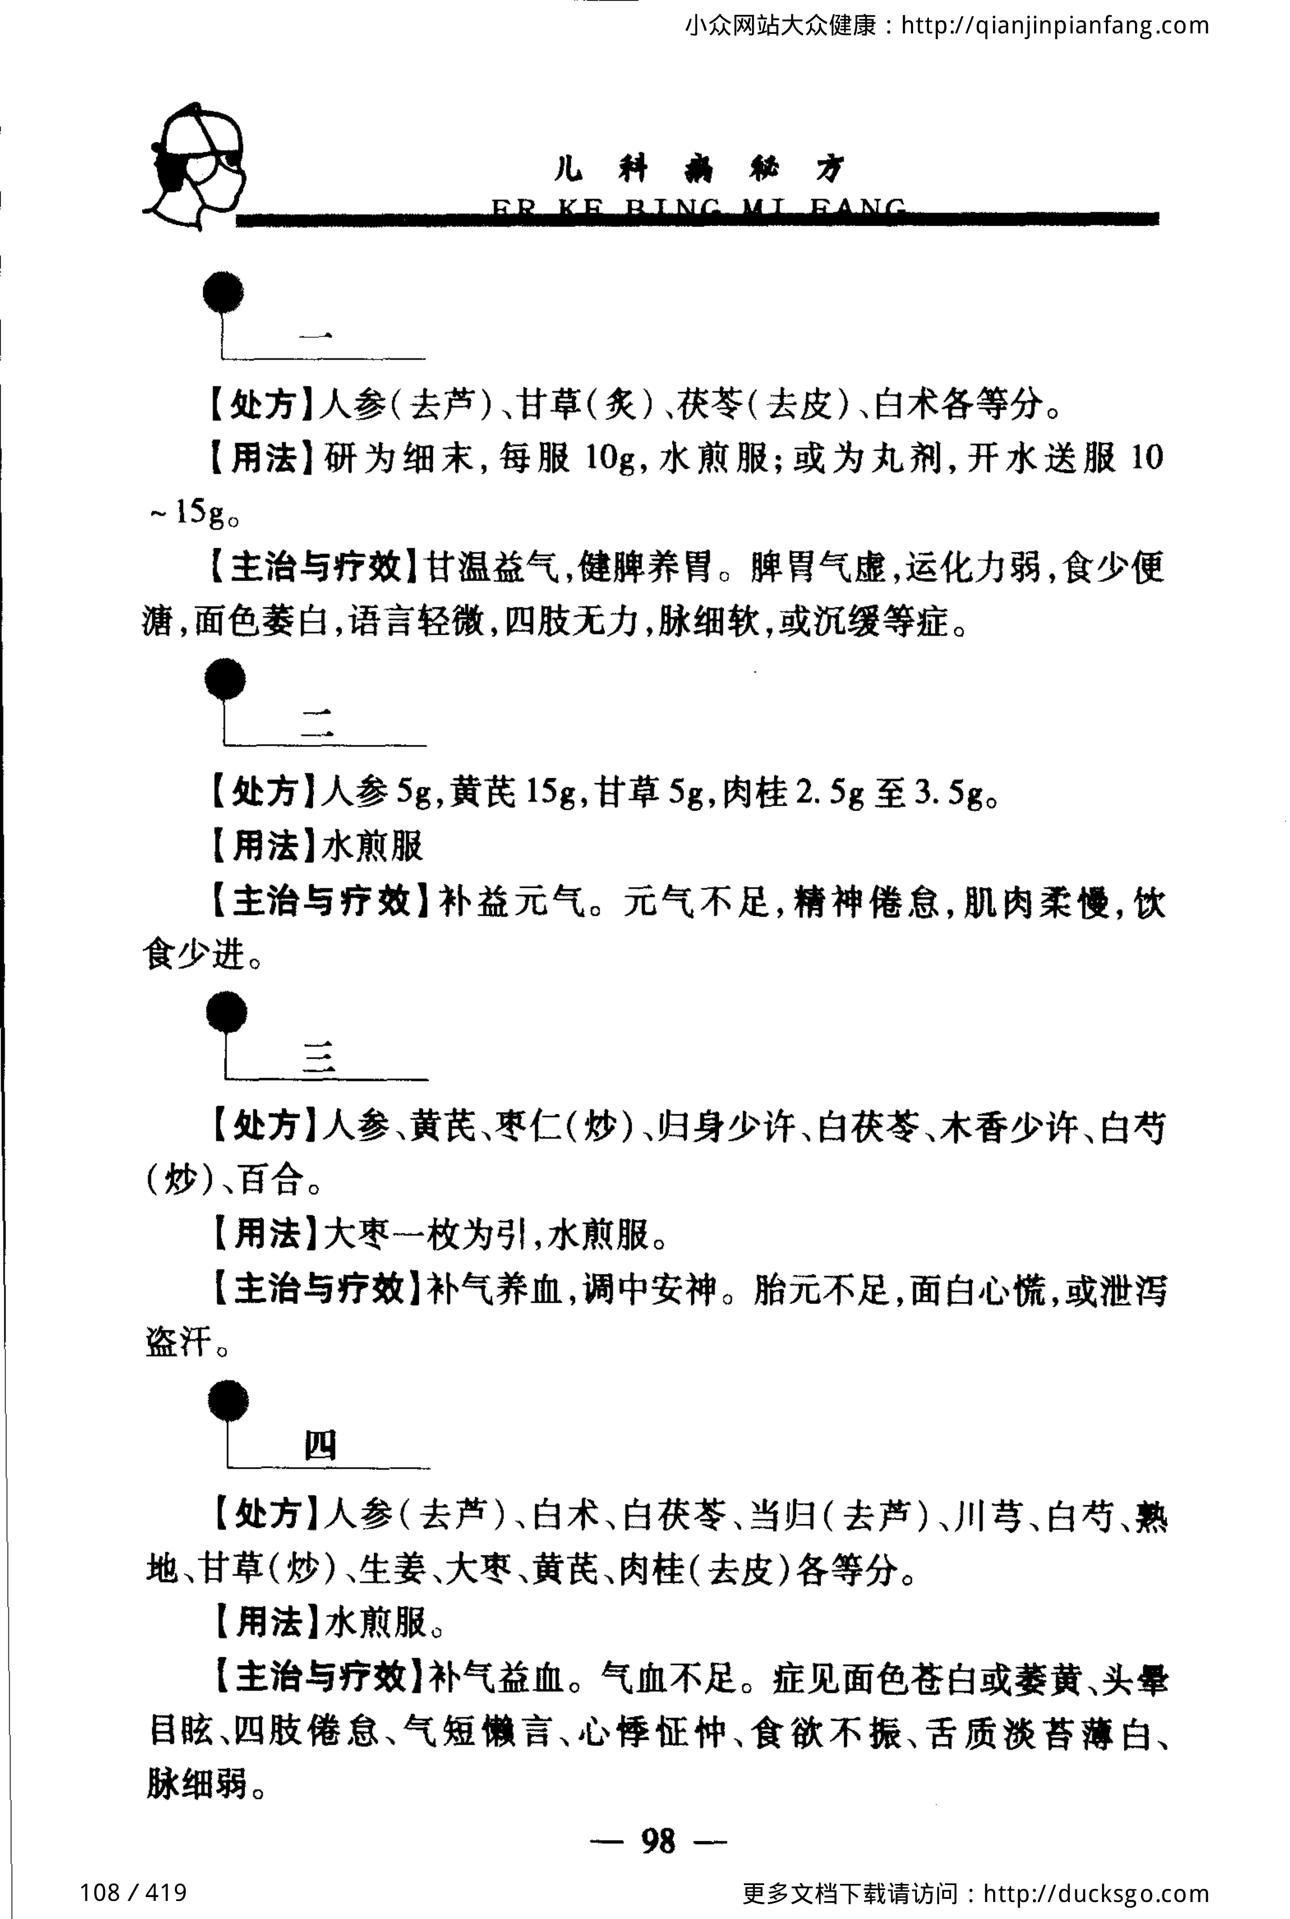 小众网站大众健康：http://qianjinpianfang.com
儿科病秘方
ER KE BING MI FANG
一
【处方】人参(去芦)、甘草(炙)、茯苓(去皮)、白术各等分。
【用法】研为细末,每服 10g,水煎服;或为丸剂,开水送服 10
~15g。
【主治与疗效】甘温益气,健脾养胃。脾胃气虚,运化力弱,食少便
溏,面色萎白,语言轻微,四肢无力,脉细软,或沉缓等症。
二
【处方】人参 5g,黄芪 15g,甘草 5g,肉桂 2.5g 至 3.5g。
【用法】水煎服
【主治与疗效】补益元气。元气不足,精神倦怠,肌肉柔慢,饮
食少进。
三
【处方】人参、黄芪、枣仁(炒)、归身少许、白茯苓、木香少许、白芍
(炒)、百合。
【用法】大枣一枚为引,水煎服。
【主治与疗效】补气养血,调中安神。胎元不足,面白心慌,或泄泻
盗汗。
四
【处方】人参(去芦)、白术、白茯苓、当归(去芦)、川芎、白芍、熟
地、甘草(炒)、生姜、大枣、黄芪、肉桂(去皮)各等分。
【用法】水煎服。
【主治与疗效】补气益血。气血不足。症见面色苍白或萎黄、头晕
目眩、四肢倦怠、气短懒言、心悸怔忡、食欲不振、舌质淡苔薄白、
脉细弱。
— 98 —
108 / 419
更多文档下载请访问：http://ducksgo.com